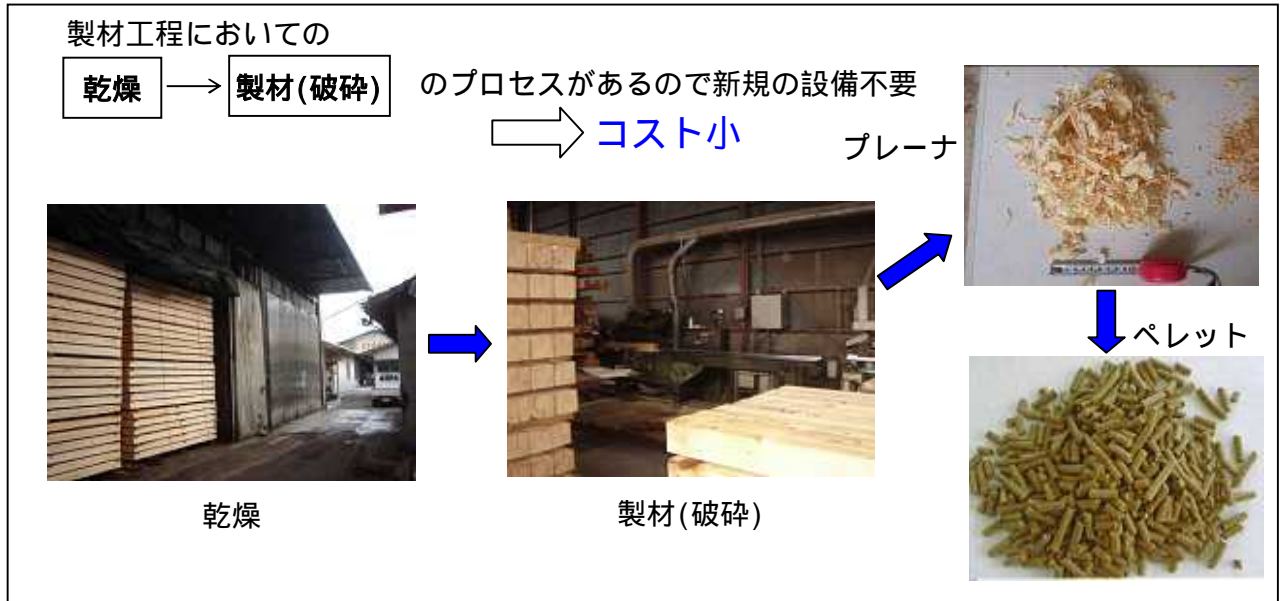 製材工程においての
乾燥 → 製材(破砕) のプロセスがあるので新規の設備不要
コスト小
プレーナ
ペレット
乾燥
製材(破砕)